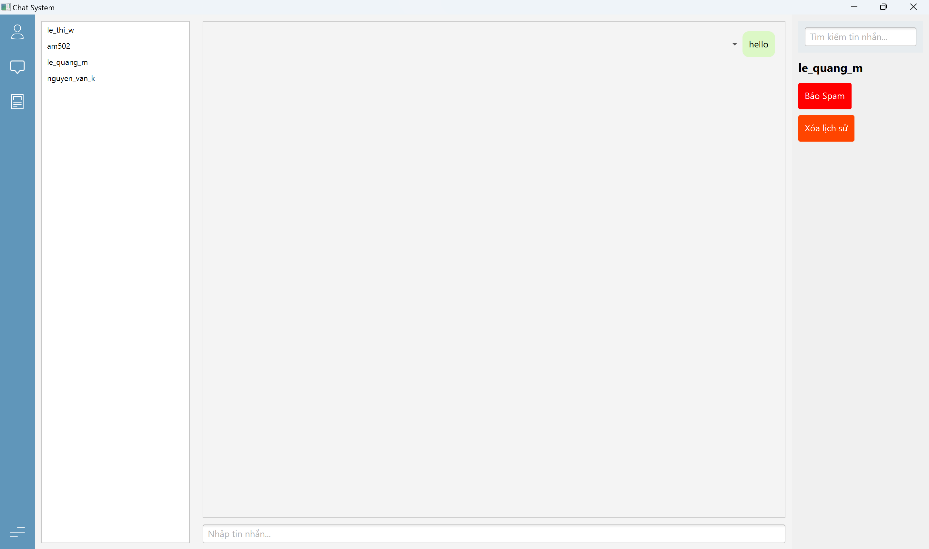 Chat System
le_thi_w
am502
le_quang_m
nguyen_van_k
hello
Nhập tin nhắn...
Tìm kiếm tin nhắn...
le_quang_m
Báo Spam
Xóa lịch sử